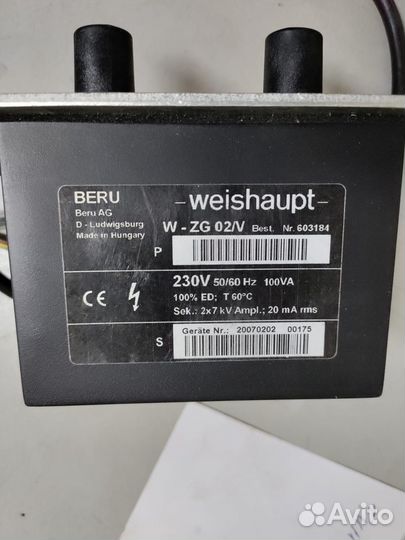 BERU -weishaupt-
Beru AG
D - Ludwigsburg W - ZG 02/V Best. Nr. 603184
Made in Hungary
P
230V 50/60 Hz 100VA
CE 100% ED; T 60°C
Sek.: 2x7 kV Ampl.; 20 mA rms
Geräte Nr.: 20070202 00175
S
Avito